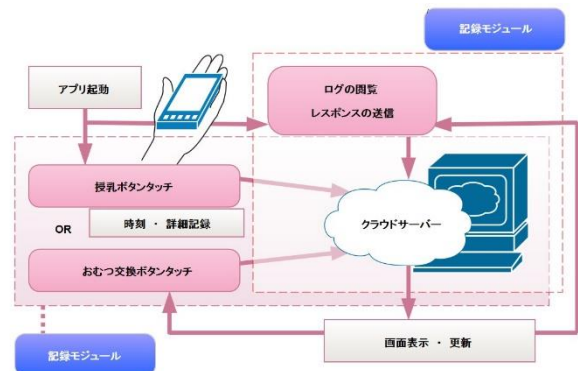 記録モジュール
アプリ起動
ログの閲覧
レスポンスの送信
授乳ボタンタッチ
OR
時刻・詳細記録
クラウドサーバー
おむつ交換ボタンタッチ
画面表示・更新
記録モジュール